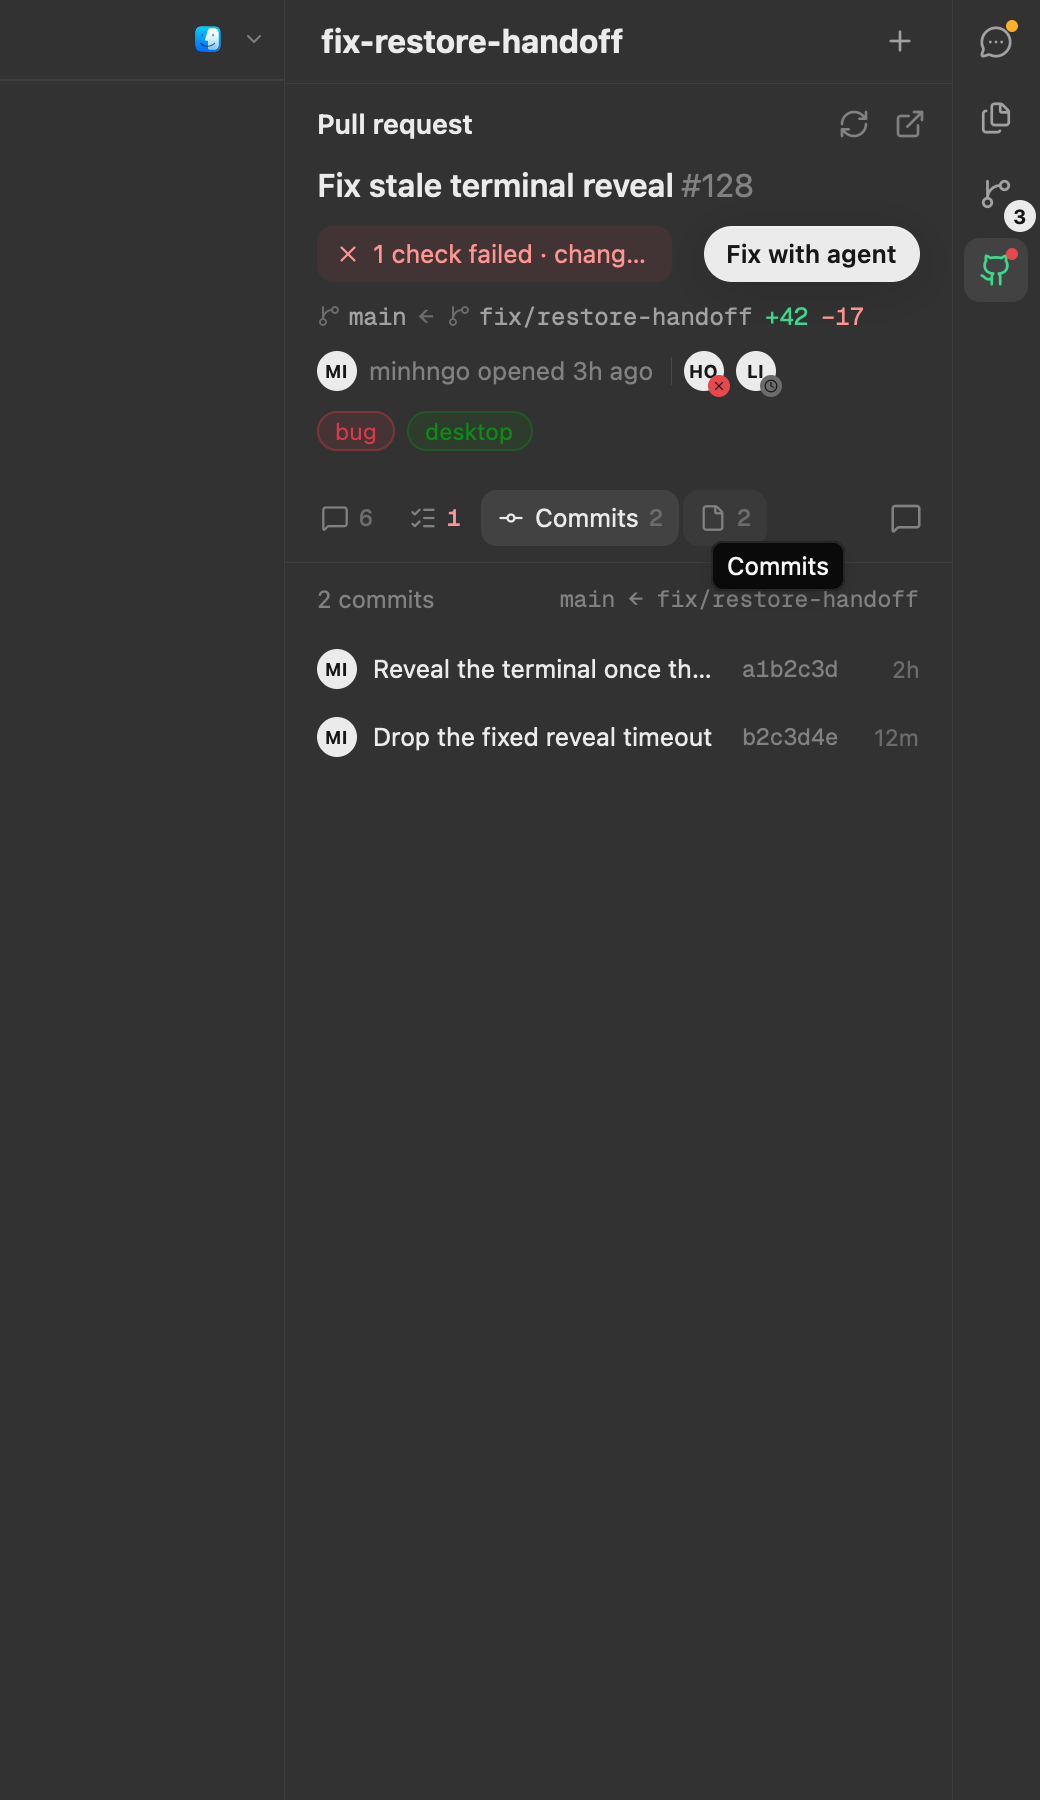 fix-restore-handoff
Pull request
Fix stale terminal reveal #128
1 check failed · chang...
Fix with agent
3
main ← fix/restore-handoff +42 −17
MI minhngo opened 3h ago HO LI
bug desktop
6 1 Commits 2 2
Commits
2 commits main ← fix/restore-handoff
MI Reveal the terminal once th... a1b2c3d 2h
MI Drop the fixed reveal timeout b2c3d4e 12m